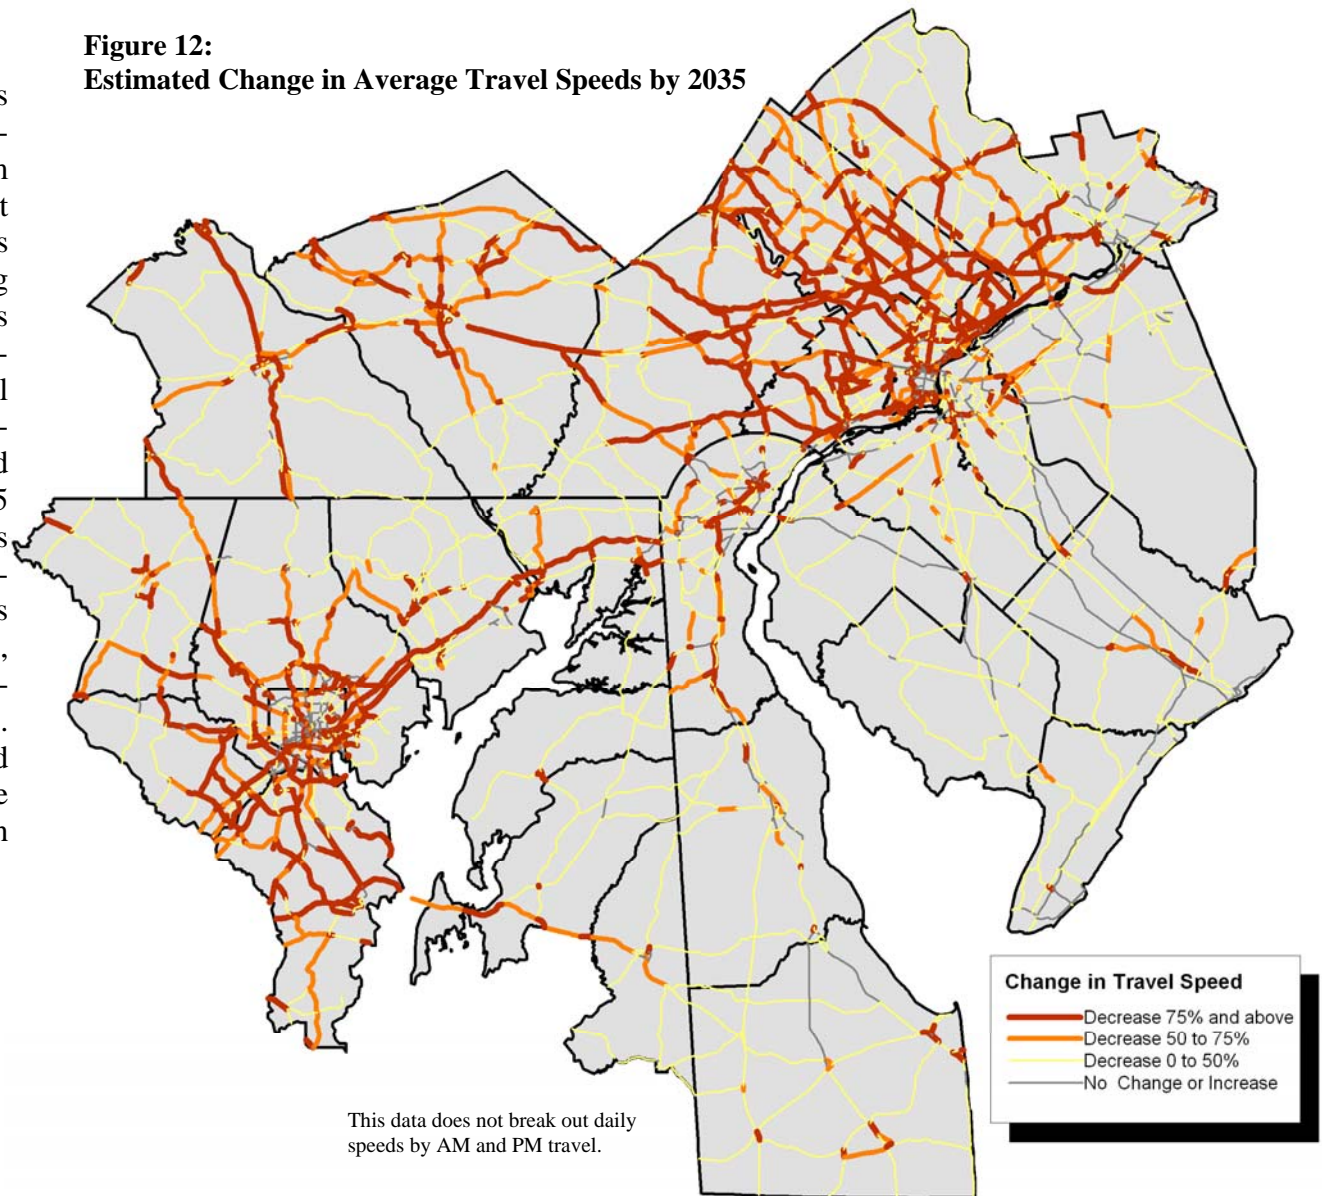 Figure 12:
Estimated Change in Average Travel Speeds by 2035
s
-
n
t
s
g
s
-
l
-
d
5
s
-
s
,
-
.
d
e
n
Change in Travel Speed
Decrease 75% and above
Decrease 50 to 75%
Decrease 0 to 50%
No Change or Increase
This data does not break out daily
speeds by AM and PM travel.